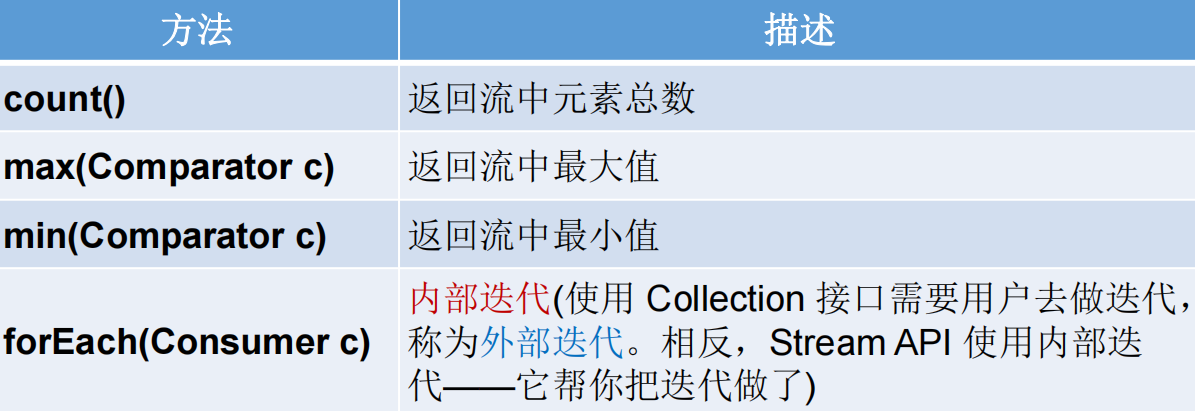 方法 描述
count() 返回流中元素总数
max(Comparator c) 返回流中最大值
min(Comparator c) 返回流中最小值
forEach(Consumer c) 内部迭代(使用 Collection 接口需要用户去做迭代，
称为外部迭代。相反，Stream API 使用内部迭
代——它帮你把迭代做了)